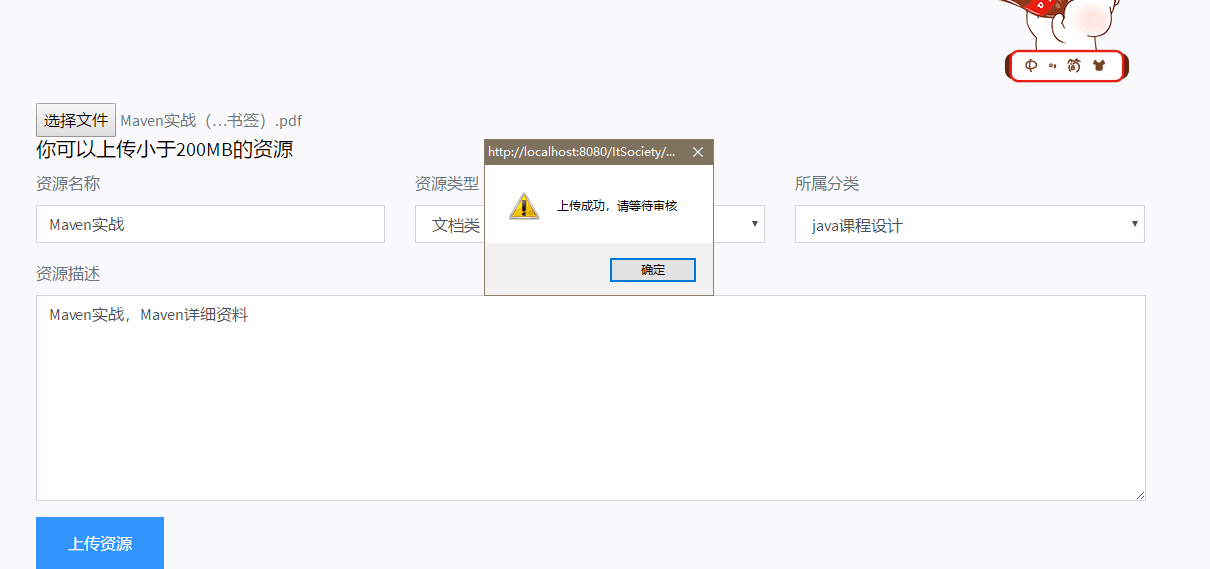 中 简
选择文件 Maven实战（...书签）.pdf
你可以上传小于200MB的资源
http://localhost:8080/ItSociety/...
上传成功，请等待审核
确定
资源名称 资源类型 所属分类
Maven实战 文档类 java课程设计
资源描述
Maven实战，Maven详细资料
上传资源